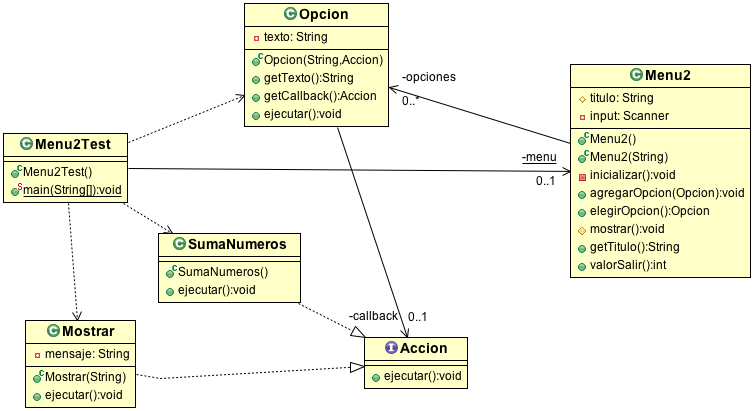 Opcion
texto: String
Opcion(String,Accion)
getTexto():String
getCallback():Accion
ejecutar():void
-opciones
0..*
Menu2
titulo: String
input: Scanner
Menu2()
Menu2(String)
inicializar():void
agregarOpcion(Opcion):void
elegirOpcion():Opcion
mostrar():void
getTitulo():String
valorSalir():int
Menu2Test
Menu2Test()
main(String[]):void
-menu
0..1
SumaNumeros
SumaNumeros()
ejecutar():void
-callback
0..1
Mostrar
mensaje: String
Mostrar(String)
ejecutar():void
Accion
ejecutar():void